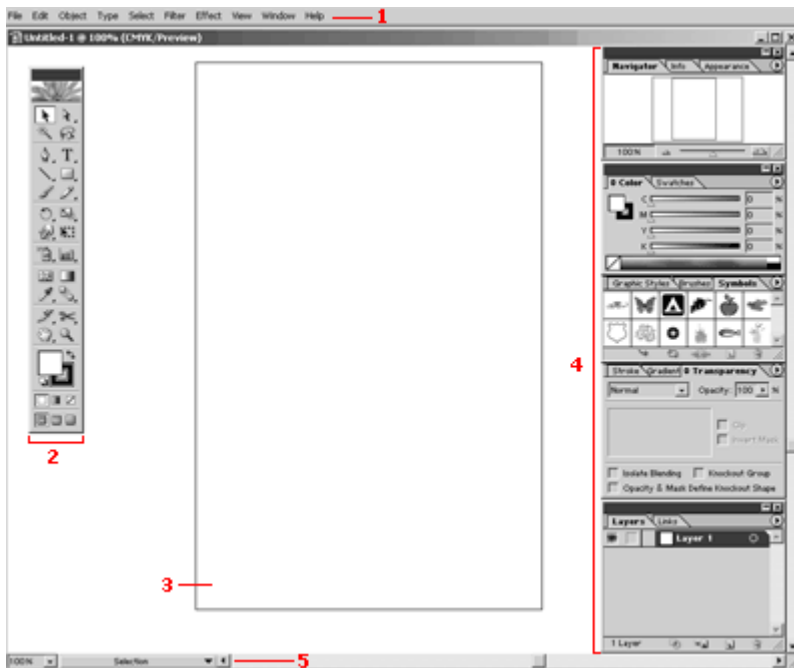 File Edit Object Type Select Filter Effect View Window Help 1
Untitled-1 @ 100% (CMYK/Preview)
Navigator Info Appearance
100%
Color Swatches
C 0 %
M 0 %
Y 0 %
K 0 %
Graphic Styles Brushes Symbols
4
Stroke Gradient Transparency
Normal Opacity: 100 %
Clip
Invert Mask
2
Isolate Blending Knockout Group
Opacity & Mask Define Knockout Shape
Layers Links
Layer 1
3
1 Layer
100% Selection 5